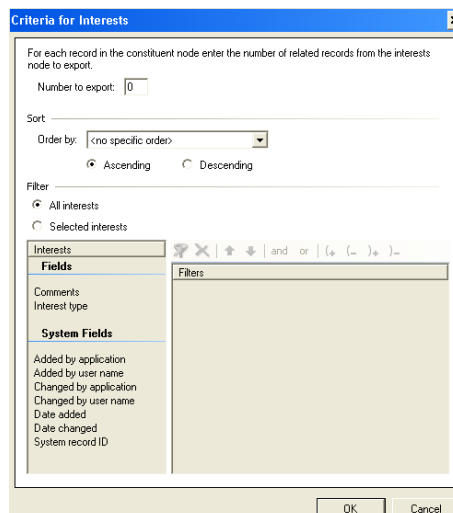 Criteria for Interests
For each record in the constituent node enter the number of related records from the interests
node to export.
Number to export: 0
Sort
Order by: <no specific order>
Ascending Descending
Filter
All interests
Selected interests
Interests and or (+ (- )+ )-
Fields Filters
Comments
Interest type
System Fields
Added by application
Added by user name
Changed by application
Changed by user name
Date added
Date changed
System record ID
OK Cancel